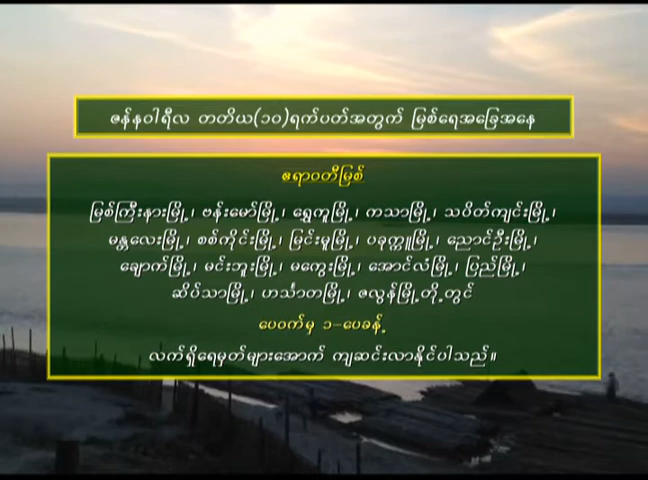 ဇန်နဝါရီလ တတိယ(၁၀)ရက်ပတ်အတွက် မြစ်ရေအခြေအနေ
ဧရာဝတီမြစ်
မြစ်ကြီးနားမြို့၊ ဗန်းမော်မြို့၊ ရွှေကူမြို့၊ ကသာမြို့၊ သပိတ်ကျင်းမြို့၊
မန္တလေးမြို့၊ စစ်ကိုင်းမြို့၊ မြင်းမူမြို့၊ ပခုက္ကူမြို့၊ ညောင်ဦးမြို့၊
ချောက်မြို့၊ မင်းဘူးမြို့၊ မကွေးမြို့၊ အောင်လံမြို့၊ ပြည်မြို့၊
ဆိပ်သာမြို့၊ ဟင်္သာတမြို့၊ ဇလွန်မြို့တို့တွင်
ပေဝက်မှ ၁-ပေခန့်
လက်ရှိရေမှတ်များအောက် ကျဆင်းလာနိုင်ပါသည်။